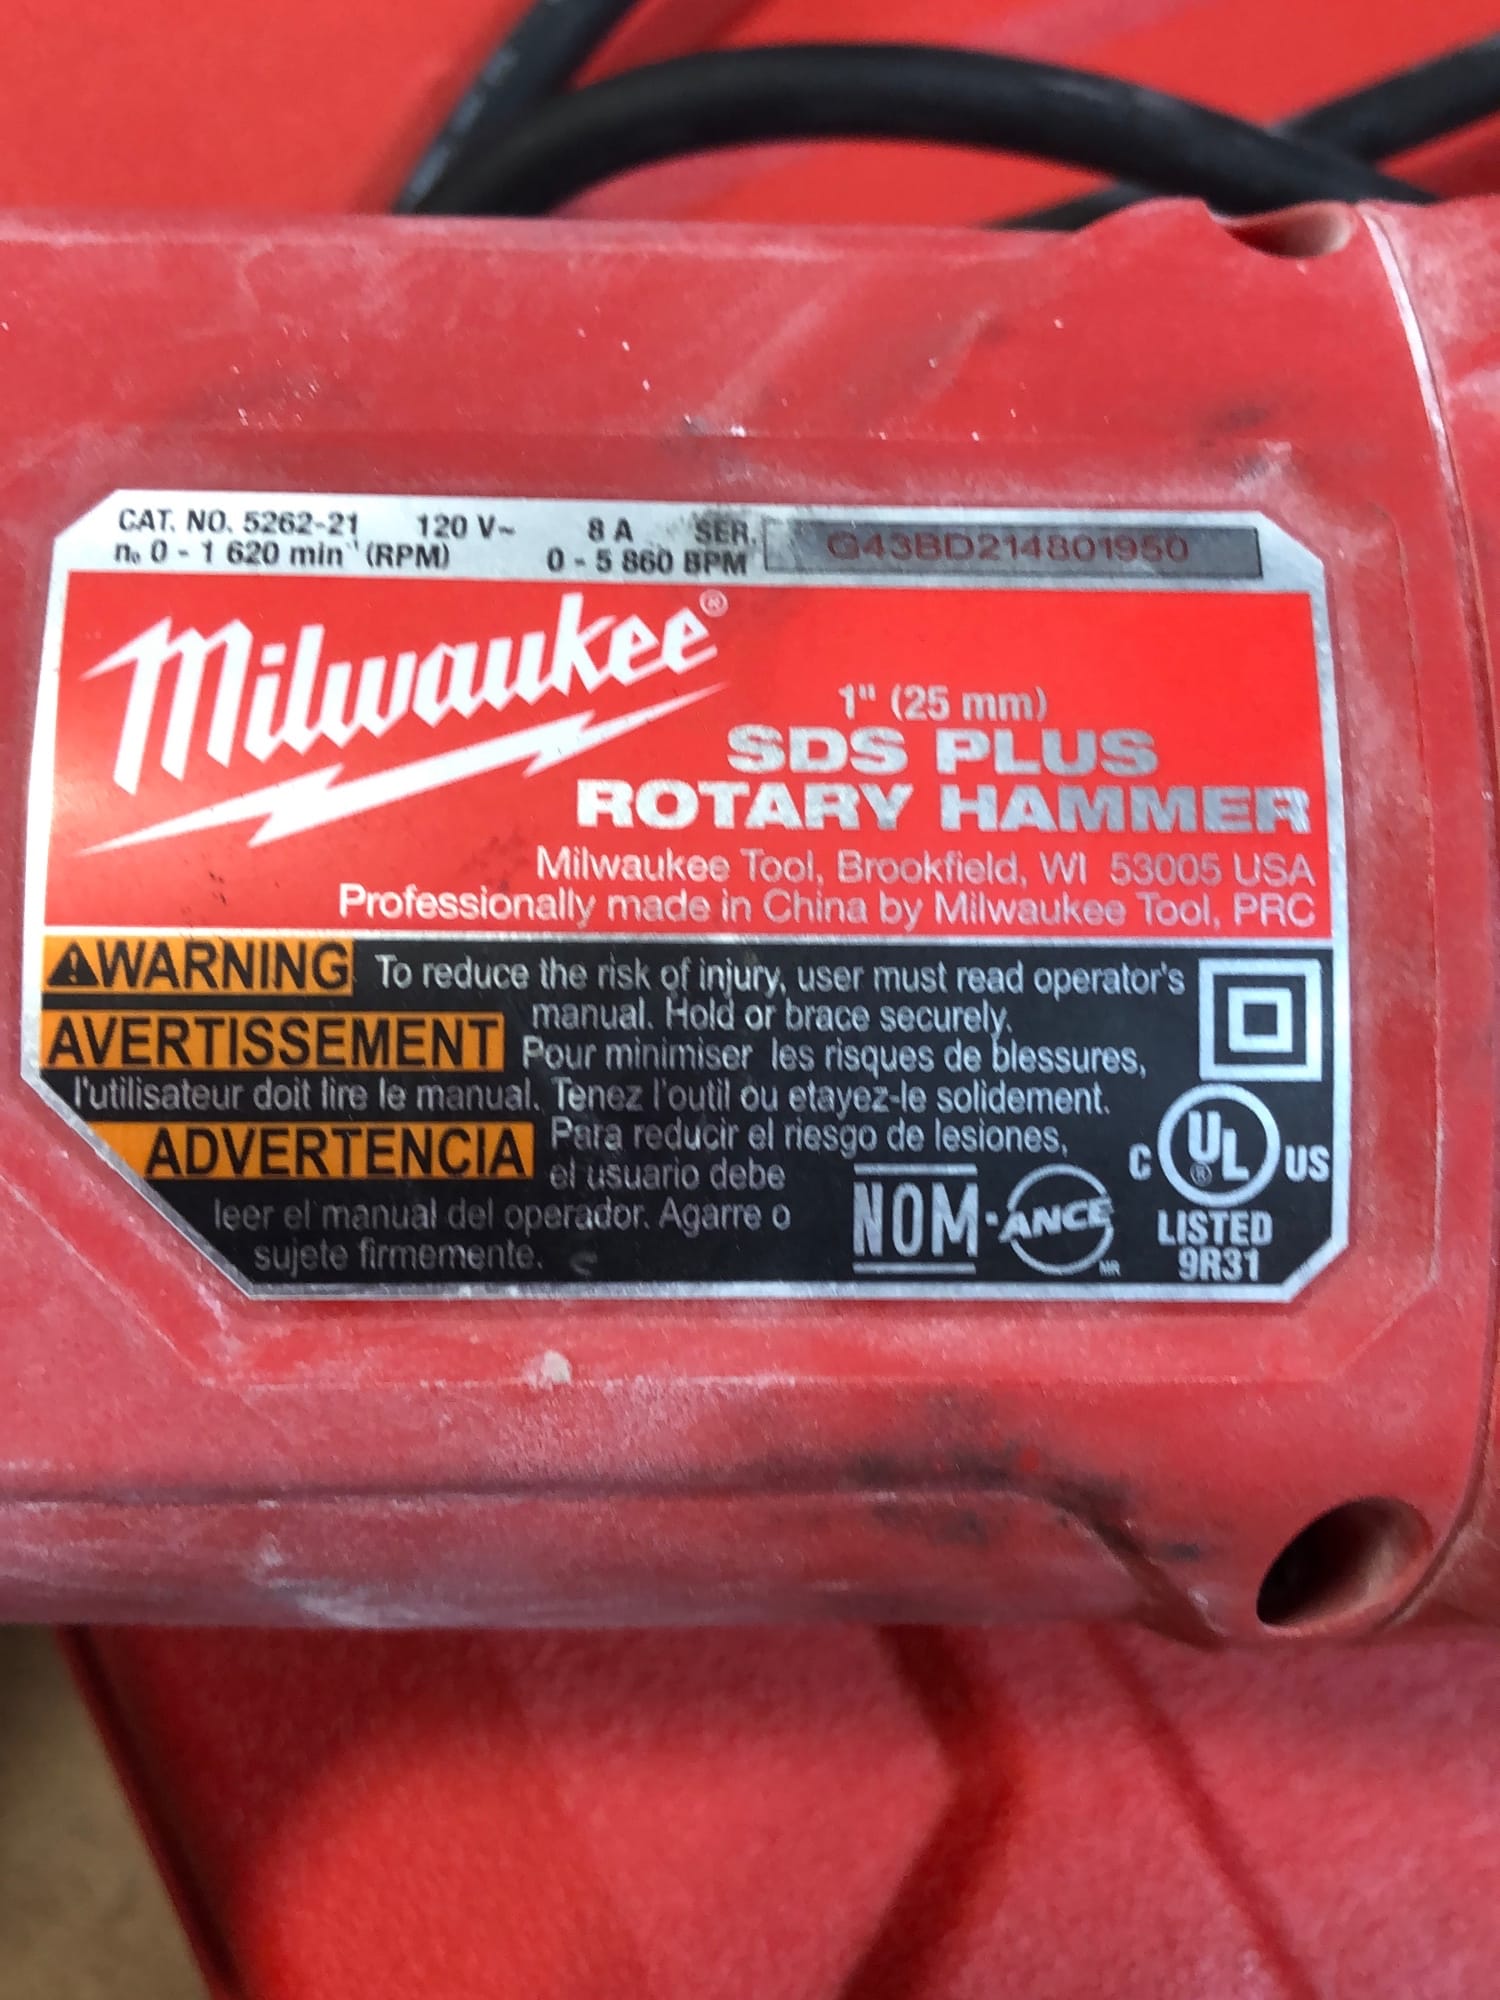 CAT. NO. 5262-21 120 V~ 8 A SER. G43BD214801950
n₀ 0 - 1 620 min⁻¹ (RPM) 0 - 5 860 BPM
Milwaukee®
1" (25 mm)
SDS PLUS
ROTARY HAMMER
Milwaukee Tool, Brookfield, WI 53005 USA
Professionally made in China by Milwaukee Tool, PRC
⚠WARNING To reduce the risk of injury, user must read operator's
manual. Hold or brace securely.
AVERTISSEMENT Pour minimiser les risques de blessures,
l'utilisateur doit lire le manual. Tenez l'outil ou etayez-le solidement.
ADVERTENCIA Para reducir el riesgo de lesiones,
el usuario debe
leer el manual del operador. Agarre o
sujete firmemente.
NOM-ANCE MR
C UL® US
LISTED
9R31